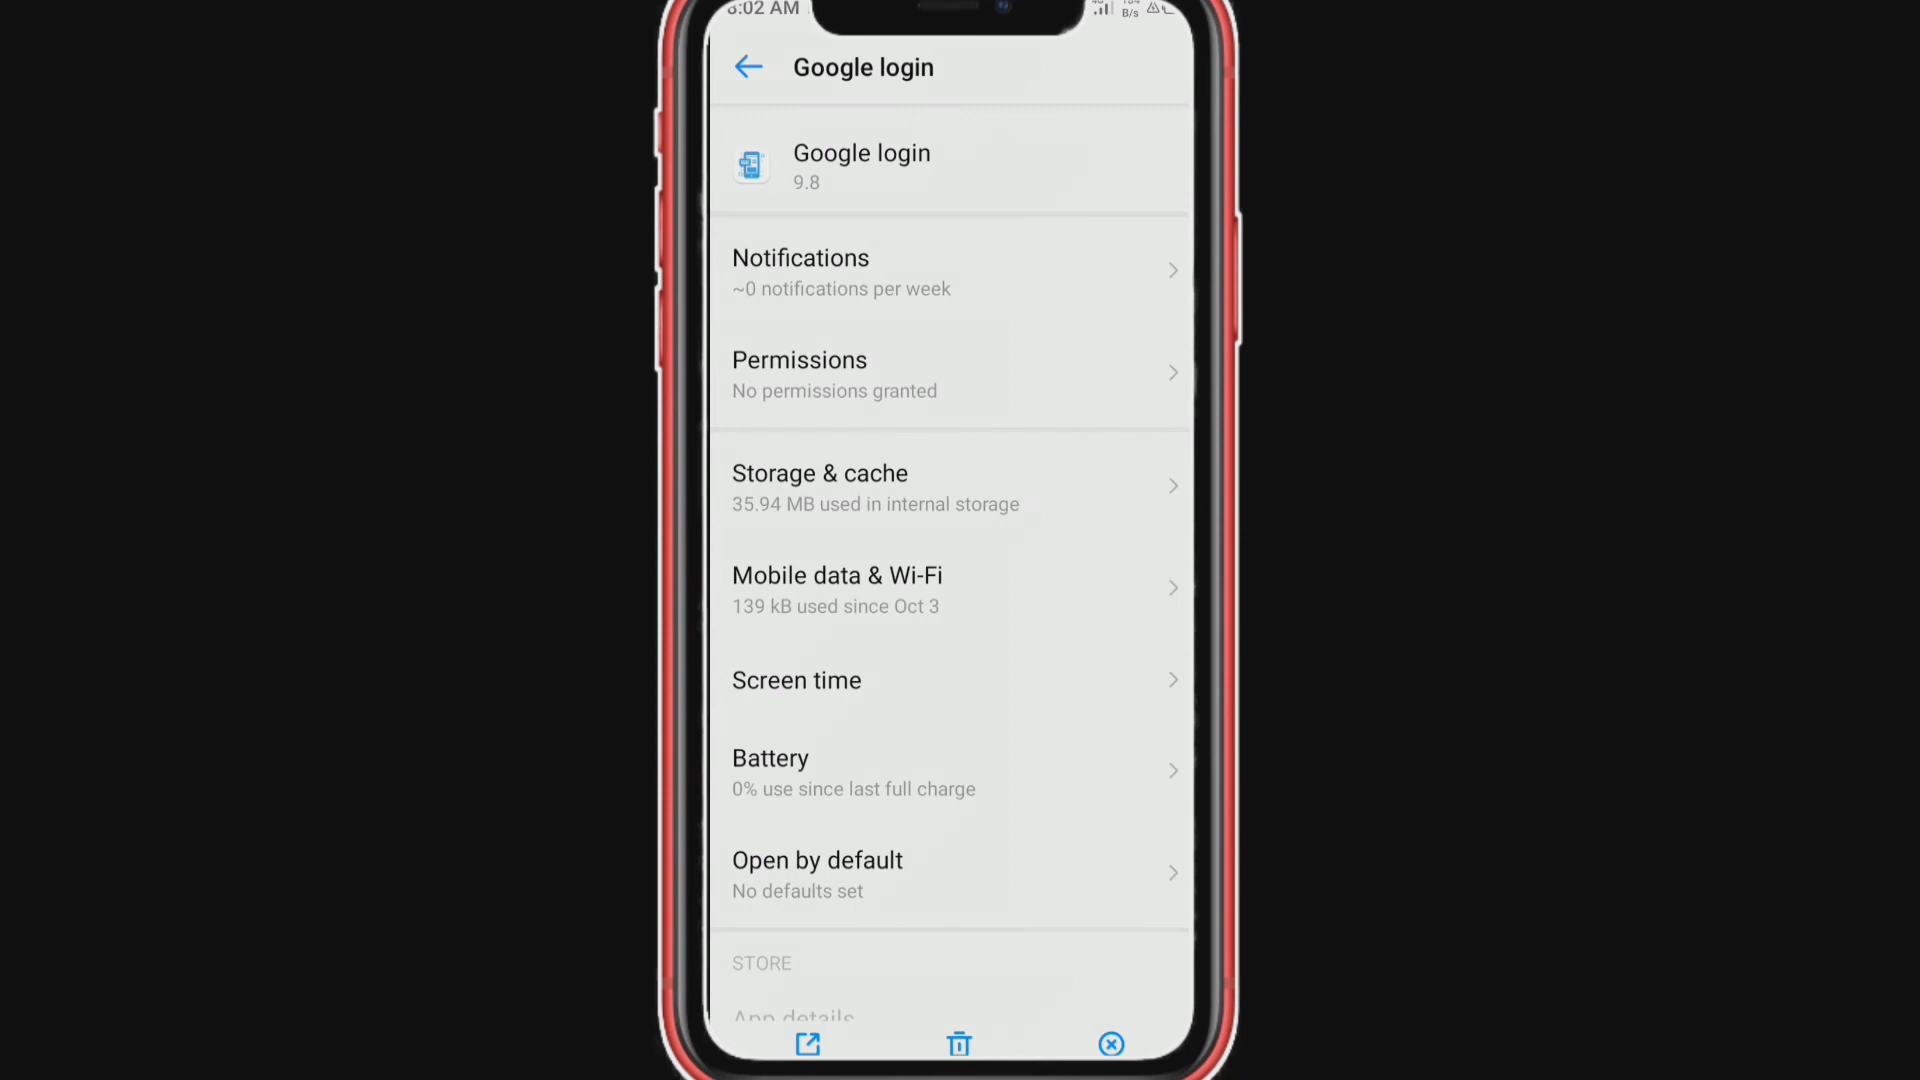 8:02 AM
B/s
Google login
Google login
9.8
Notifications
~0 notifications per week
Permissions
No permissions granted
Storage & cache
35.94 MB used in internal storage
Mobile data & Wi-Fi
139 kB used since Oct 3
Screen time
Battery
0% use since last full charge
Open by default
No defaults set
STORE
App details